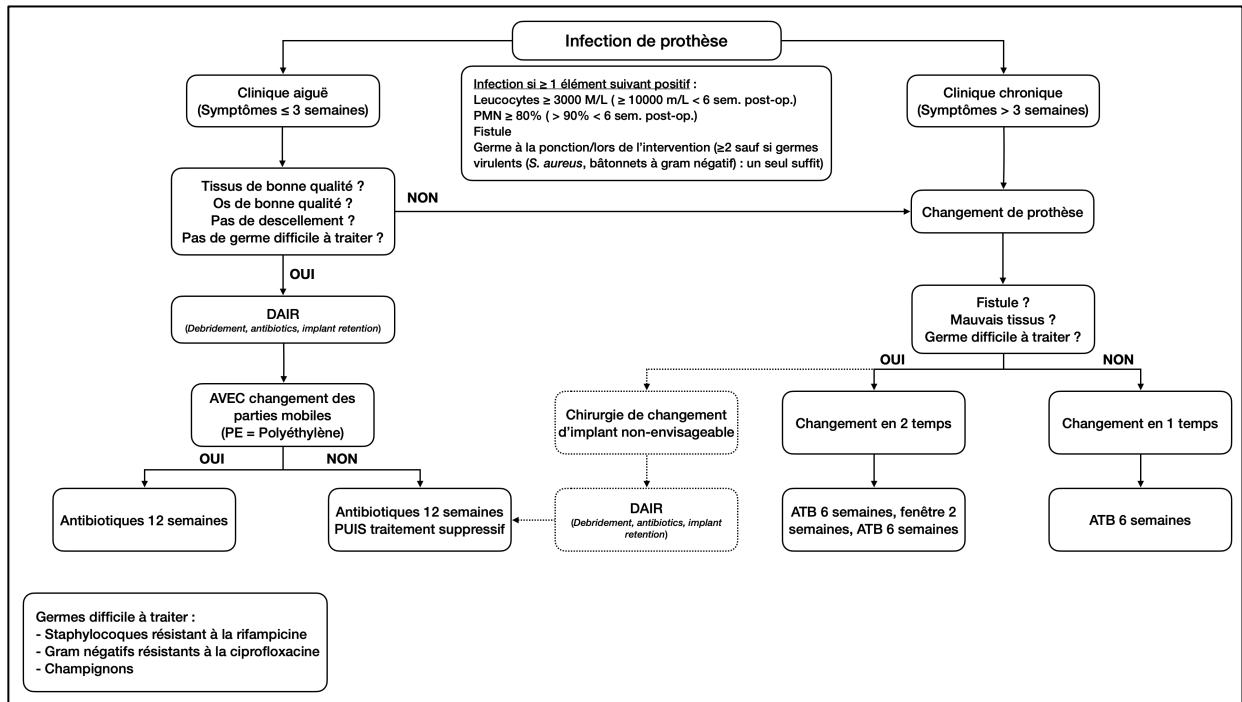 Infection de prothèse
Clinique aiguë
(Symptômes ≤ 3 semaines)
Infection si ≥ 1 élément suivant positif :
Leucocytes ≥ 3000 M/L ( ≥ 10000 m/L < 6 sem. post-op.)
PMN ≥ 80% ( > 90% < 6 sem. post-op.)
Fistule
Germe à la ponction/lors de l'intervention (≥2 sauf si germes
virulents (S. aureus, bâtonnets à gram négatif) : un seul suffit)
Clinique chronique
(Symptômes > 3 semaines)
Tissus de bonne qualité ?
Os de bonne qualité ?
Pas de descellement ?
Pas de germe difficile à traiter ?
NON
Changement de prothèse
OUI
DAIR
(Debridement, antibiotics, implant retention)
Fistule ?
Mauvais tissus ?
Germe difficile à traiter ?
OUI
NON
AVEC changement des
parties mobiles
(PE = Polyéthylène)
Chirurgie de changement
d'implant non-envisageable
Changement en 2 temps
Changement en 1 temps
OUI
NON
Antibiotiques 12 semaines
Antibiotiques 12 semaines
PUIS traitement suppressif
DAIR
(Debridement, antibiotics, implant
retention)
ATB 6 semaines, fenêtre 2
semaines, ATB 6 semaines
ATB 6 semaines
Germes difficile à traiter :
- Staphylocoques résistant à la rifampicine
- Gram négatifs résistants à la ciprofloxacine
- Champignons